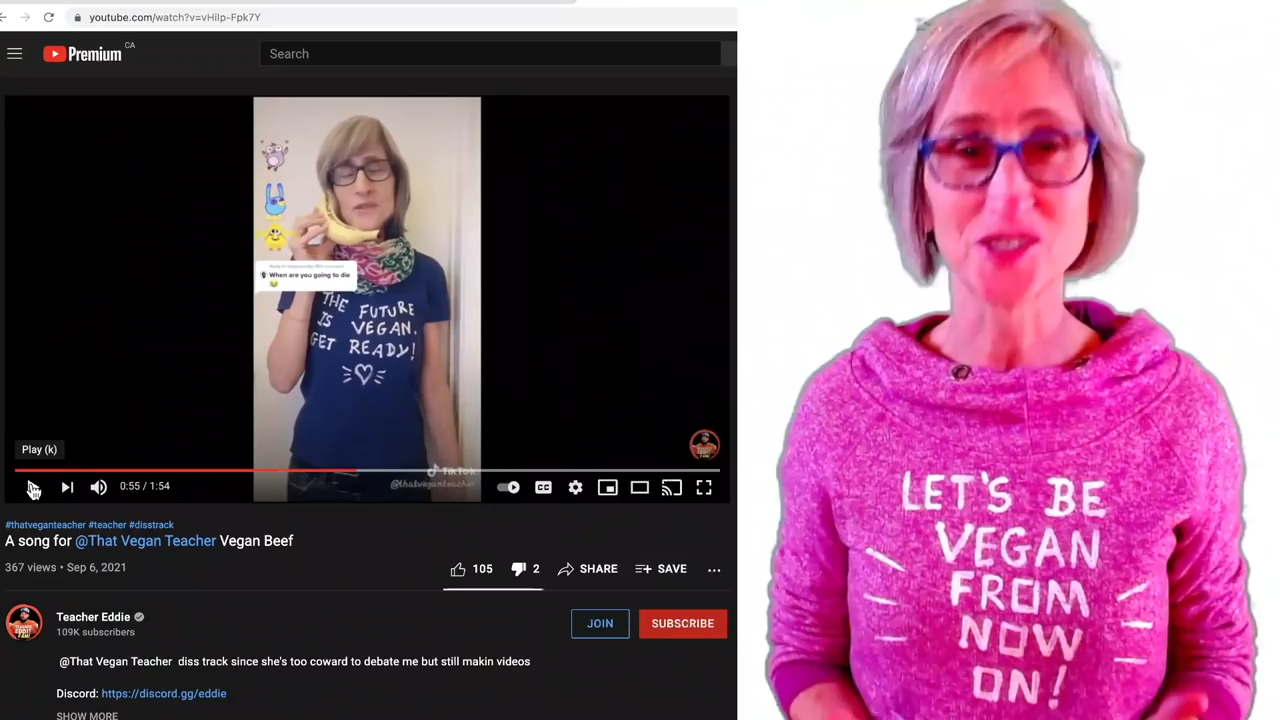 youtube.com/watch?v=vHilp-Fpk7Y
Premium CA
Search
When are you going to die
THE FUTURE
IS VEGAN.
GET READY!
TikTok
@thatveganteacher
Play (k)
0:55 / 1:54
CC
#thatveganteacher #teacher #disstrack
A song for @That Vegan Teacher Vegan Beef
367 views • Sep 6, 2021
105
2
SHARE
SAVE
Teacher Eddie
109K subscribers
JOIN
SUBSCRIBE
@That Vegan Teacher diss track since she's too coward to debate me but still makin videos
Discord: https://discord.gg/eddie
SHOW MORE
LET'S BE
VEGAN
FROM
NOW
ON!